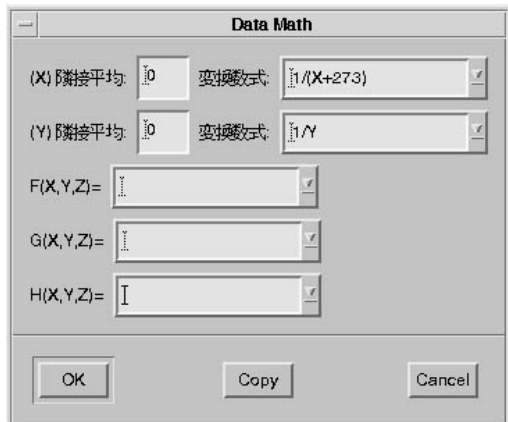 Data Math
(X) 隣接平均: 0 変換数式: 1/(X+273)
(Y) 隣接平均: 0 変換数式: 1/Y
F(X,Y,Z)=
G(X,Y,Z)=
H(X,Y,Z)=
OK Copy Cancel